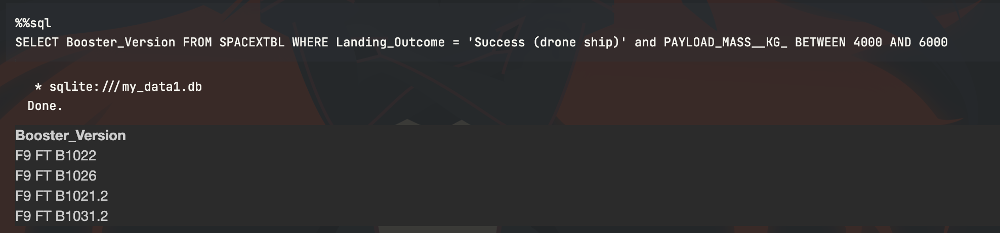 %%sql
SELECT Booster_Version FROM SPACEXTBL WHERE Landing_Outcome = 'Success (drone ship)' and PAYLOAD_MASS__KG_ BETWEEN 4000 AND 6000
* sqlite:///my_data1.db
Done.
Booster_Version
F9 FT B1022
F9 FT B1026
F9 FT B1021.2
F9 FT B1031.2